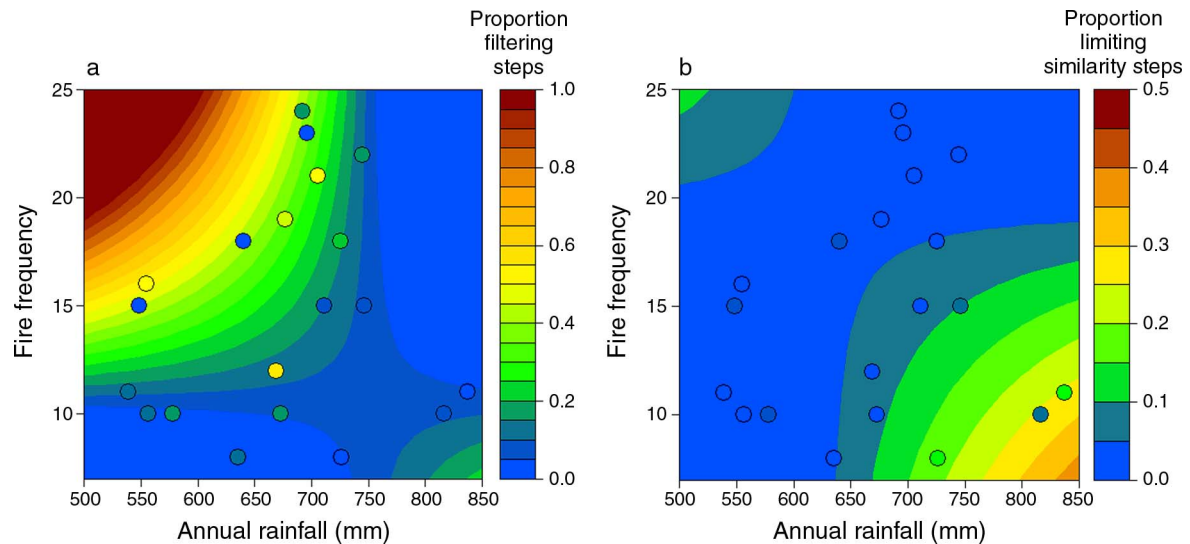 Proportion
filtering
steps
a
25
20
15
10
500 550 600 650 700 750 800 850
Annual rainfall (mm)
Fire frequency
1.0
0.8
0.6
0.4
0.2
0.0
Proportion
limiting
similarity steps
b
25
20
15
10
500 550 600 650 700 750 800 850
Annual rainfall (mm)
Fire frequency
0.5
0.4
0.3
0.2
0.1
0.0